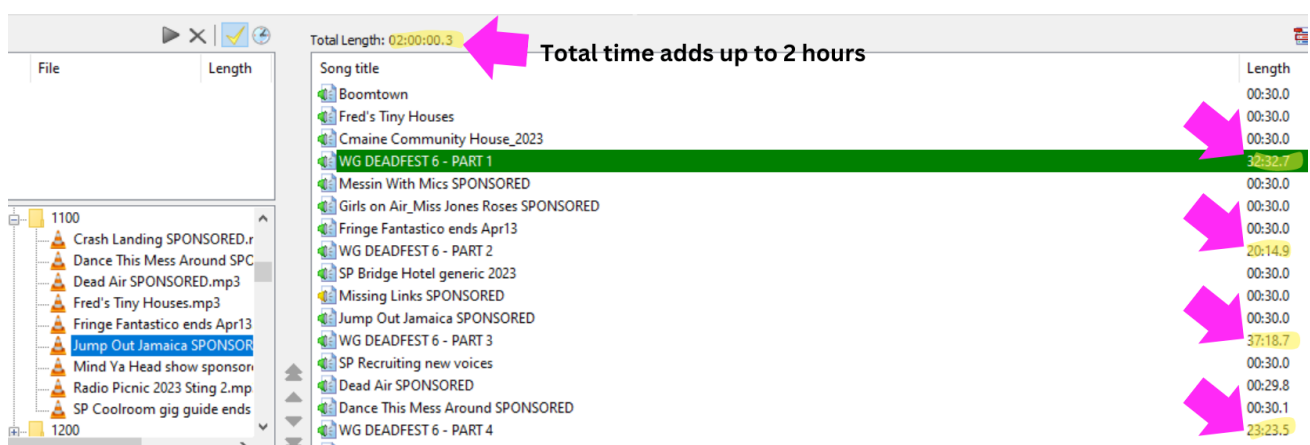 Total Length: 02:00:00.3
Total time adds up to 2 hours
File Length
Song title Length
Boomtown 00:30.0
Fred's Tiny Houses 00:30.0
Cmaine Community House_2023 00:30.0
WG DEADFEST 6 - PART 1 32:32.7
Messin With Mics SPONSORED 00:30.0
Girls on Air_Miss Jones Roses SPONSORED 00:30.0
Fringe Fantastico ends Apr13 00:30.0
WG DEADFEST 6 - PART 2 20:14.9
SP Bridge Hotel generic 2023 00:30.0
Missing Links SPONSORED 00:30.0
Jump Out Jamaica SPONSORED 00:30.0
WG DEADFEST 6 - PART 3 37:18.7
SP Recruiting new voices 00:30.0
Dead Air SPONSORED 00:29.8
Dance This Mess Around SPONSORED 00:30.1
WG DEADFEST 6 - PART 4 23:23.5
1100
Crash Landing SPONSORED.r
Dance This Mess Around SPO
Dead Air SPONSORED.mp3
Fred's Tiny Houses.mp3
Fringe Fantastico ends Apr13
Jump Out Jamaica SPONSOR
Mind Ya Head show sponsor
Radio Picnic 2023 Sting 2.mp
SP Coolroom gig guide ends
1200